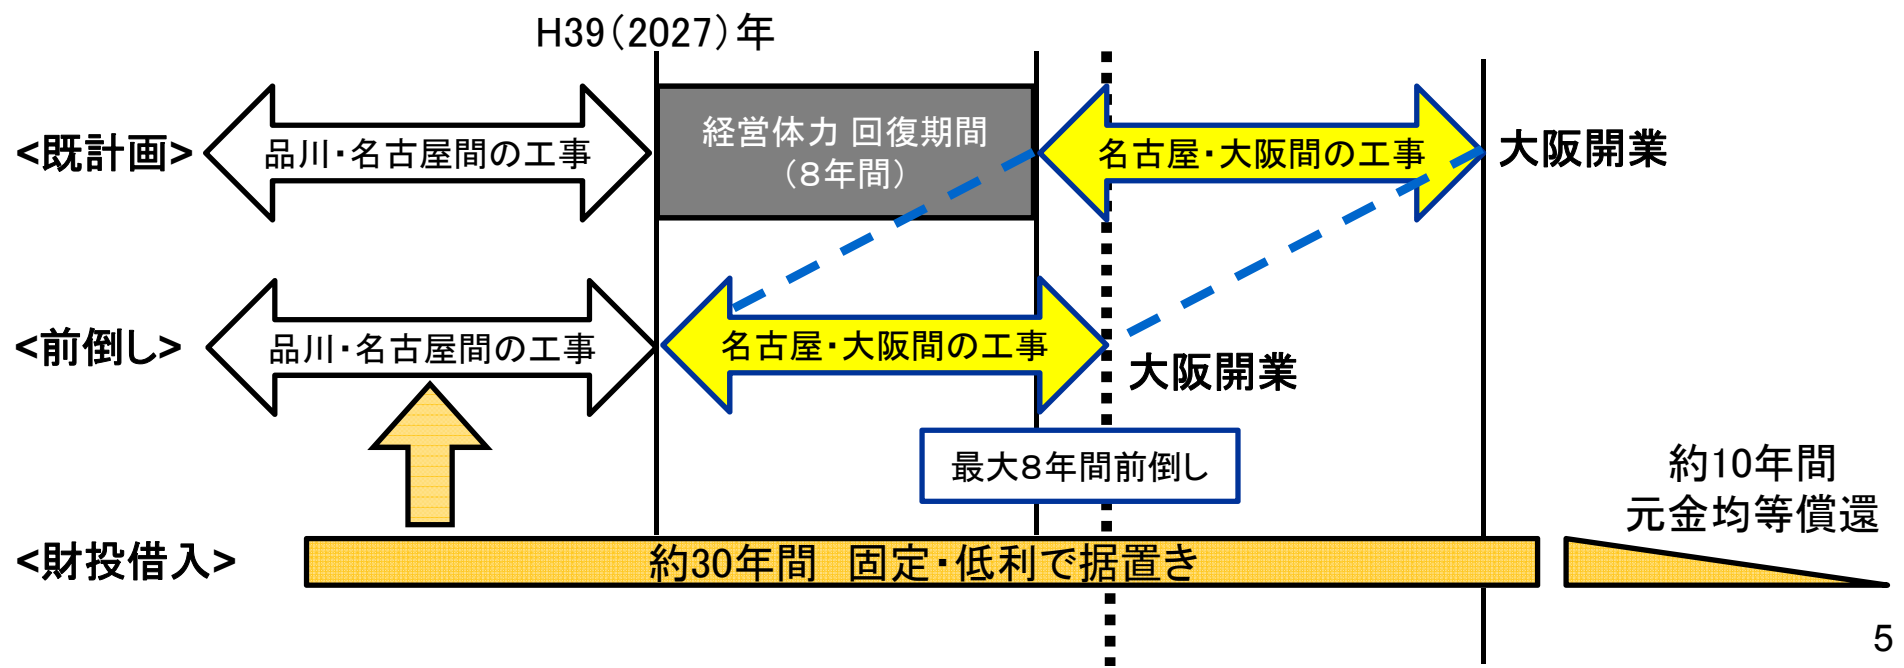 H39(2027)年
<既計画>
品川・名古屋間の工事
経営体力 回復期間
(8年間)
名古屋・大阪間の工事
大阪開業
<前倒し>
品川・名古屋間の工事
名古屋・大阪間の工事
大阪開業
最大8年間前倒し
約10年間
元金均等償還
<財投借入>
約30年間 固定・低利で据置き
5